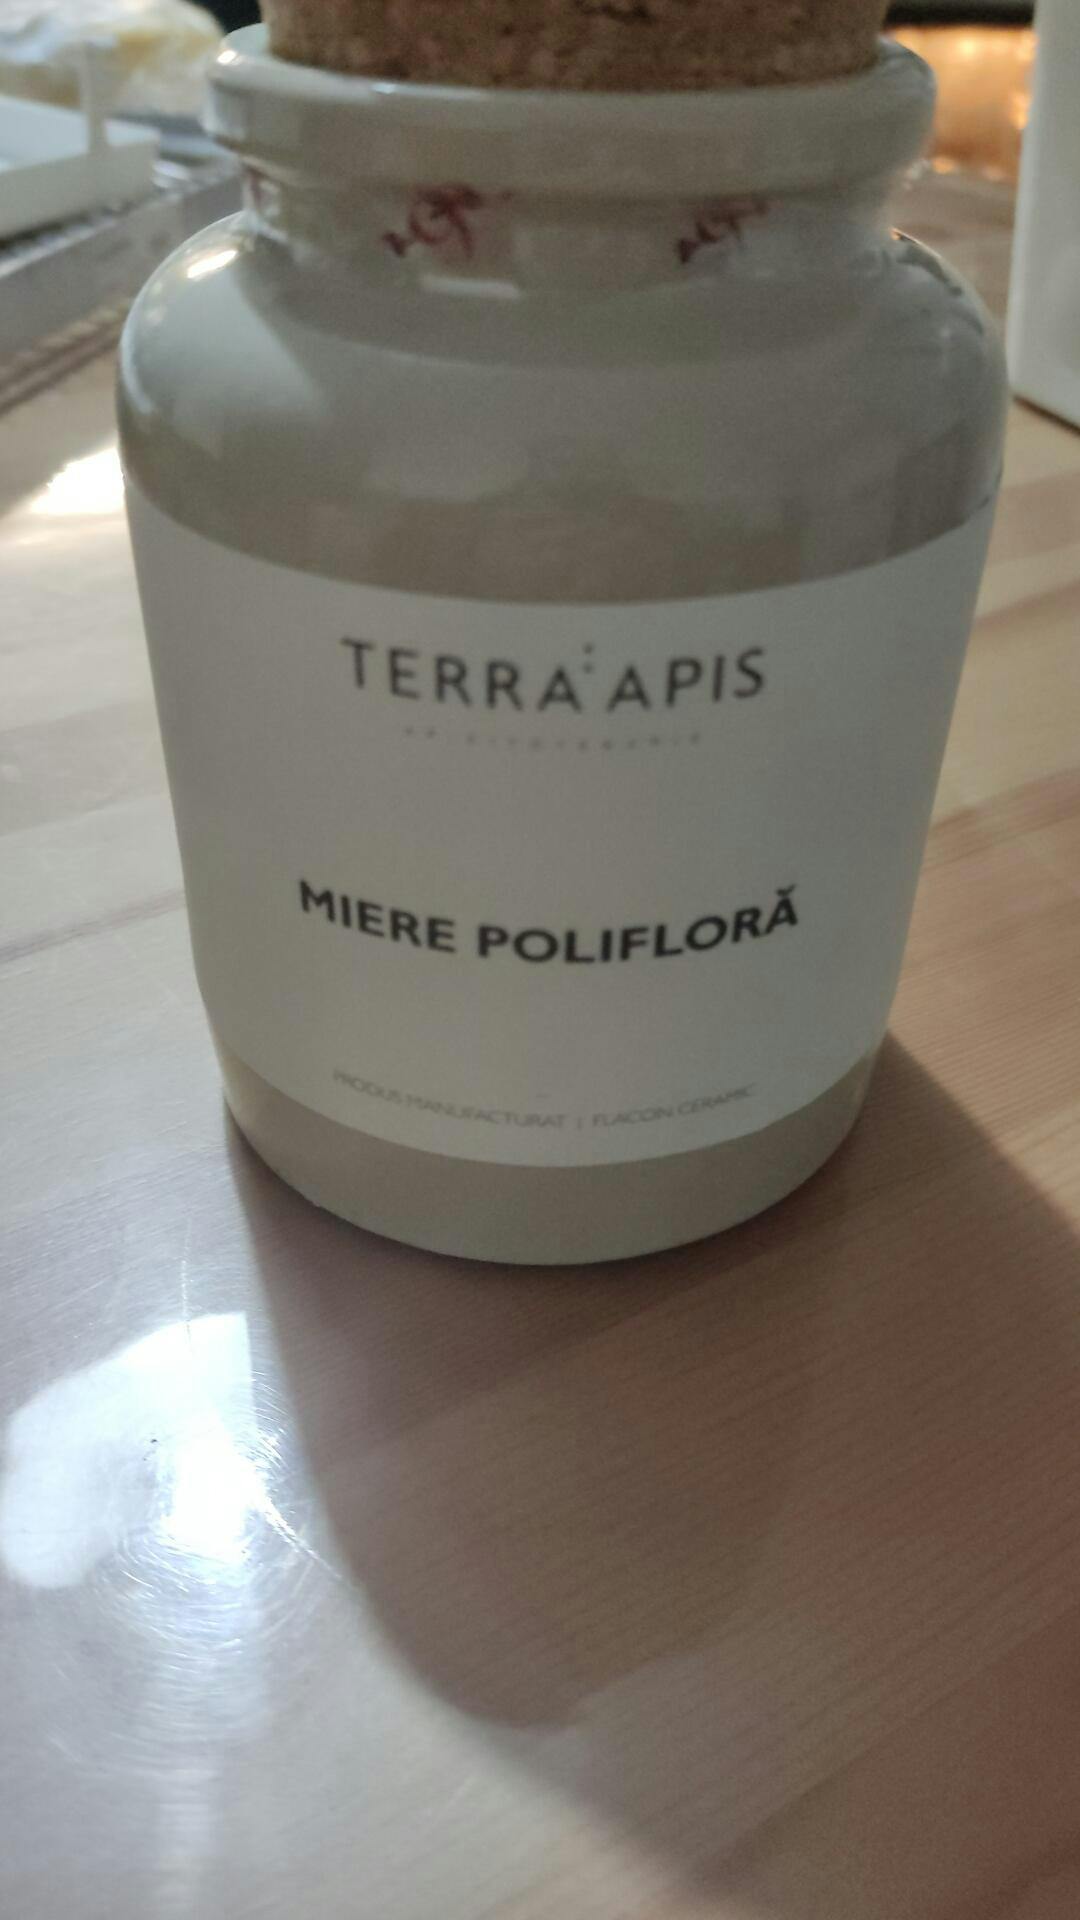 TERRA APIS
MIERE POLIFLORĂ
PRODUS MANUFACTURAT | FLACON CERAMIC